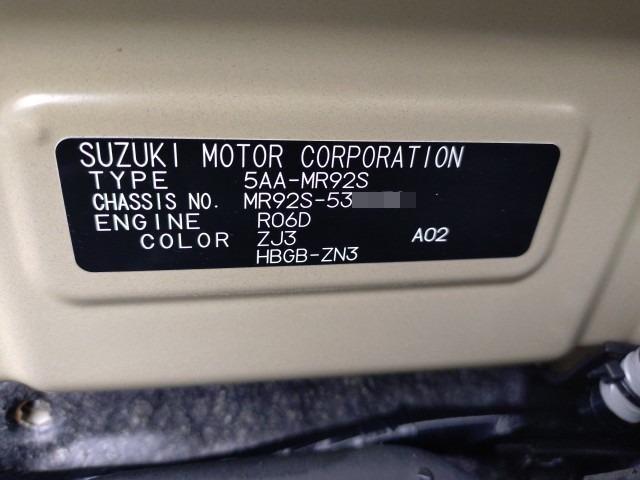 SUZUKI MOTOR CORPORATION
TYPE 5AA-MR92S
CHASSIS NO. MR92S-53
ENGINE R06D
COLOR ZJ3 A02
HBGB-ZN3